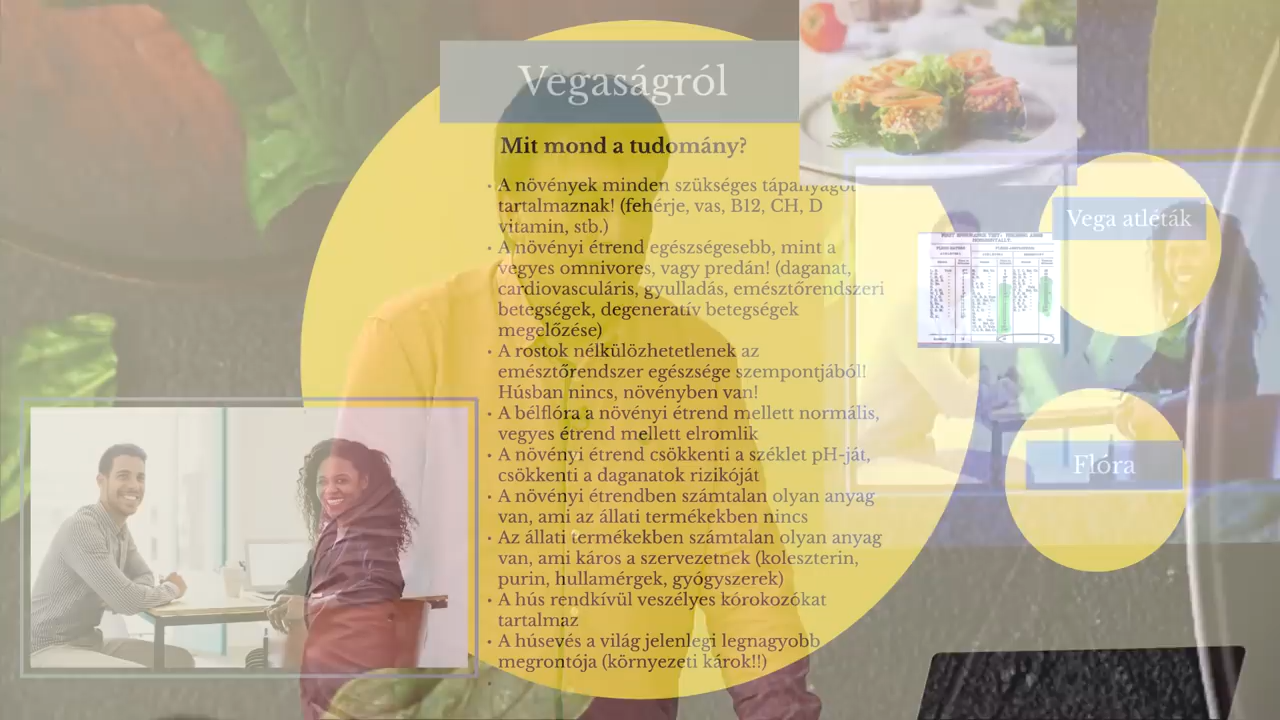 Vegaságról
Mit mond a tudomány?
• A növények minden szükséges tápanyagot
tartalmaznak! (fehérje, vas, B12, CH, D
vitamin, stb.)
• A növényi étrend egészségesebb, mint a
vegyes omnivores, vagy predán! (daganat,
cardiovasculáris, gyulladás, emésztőrendszeri
betegségek, degeneratív betegségek
megelőzése)
• A rostok nélkülözhetetlenek az
emésztőrendszer egészsége szempontjából!
Húsban nincs, növényben van!
• A bélflóra a növényi étrend mellett normális,
vegyes étrend mellett elromlik
• A növényi étrend csökkenti a széklet pH-ját,
csökkenti a daganatok rizikóját
• A növényi étrendben számtalan olyan anyag
van, ami az állati termékekben nincs
• Az állati termékekben számtalan olyan anyag
van, ami káros a szervezetnek (koleszterin,
purin, hullamérgek, gyógyszerek)
• A hús rendkívül veszélyes kórokozókat
tartalmaz
• A húsevés a világ jelenlegi legnagyobb
megrontója (környezeti károk!!)
Vega atléták
Flóra